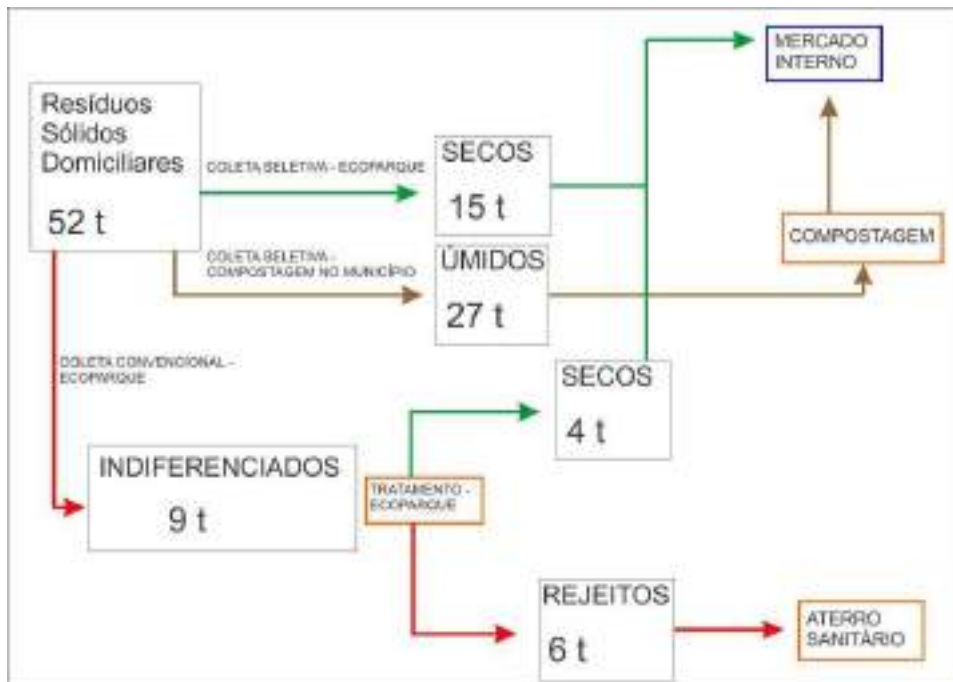 MERCADO
INTERNO
Resíduos
Sólidos
Domiciliares
52 t
COLETA SELETIVA - ECOPARQUE
SECOS
15 t
COLETA SELETIVA -
COMPOSTAGEM NO MUNICÍPIO
ÚMIDOS
27 t
COMPOSTAGEM
COLETA CONVENCIONAL -
ECOPARQUE
SECOS
4 t
INDIFERENCIADOS
9 t
TRATAMENTO -
ECOPARQUE
REJEITOS
6 t
ATERRO
SANITÁRIO